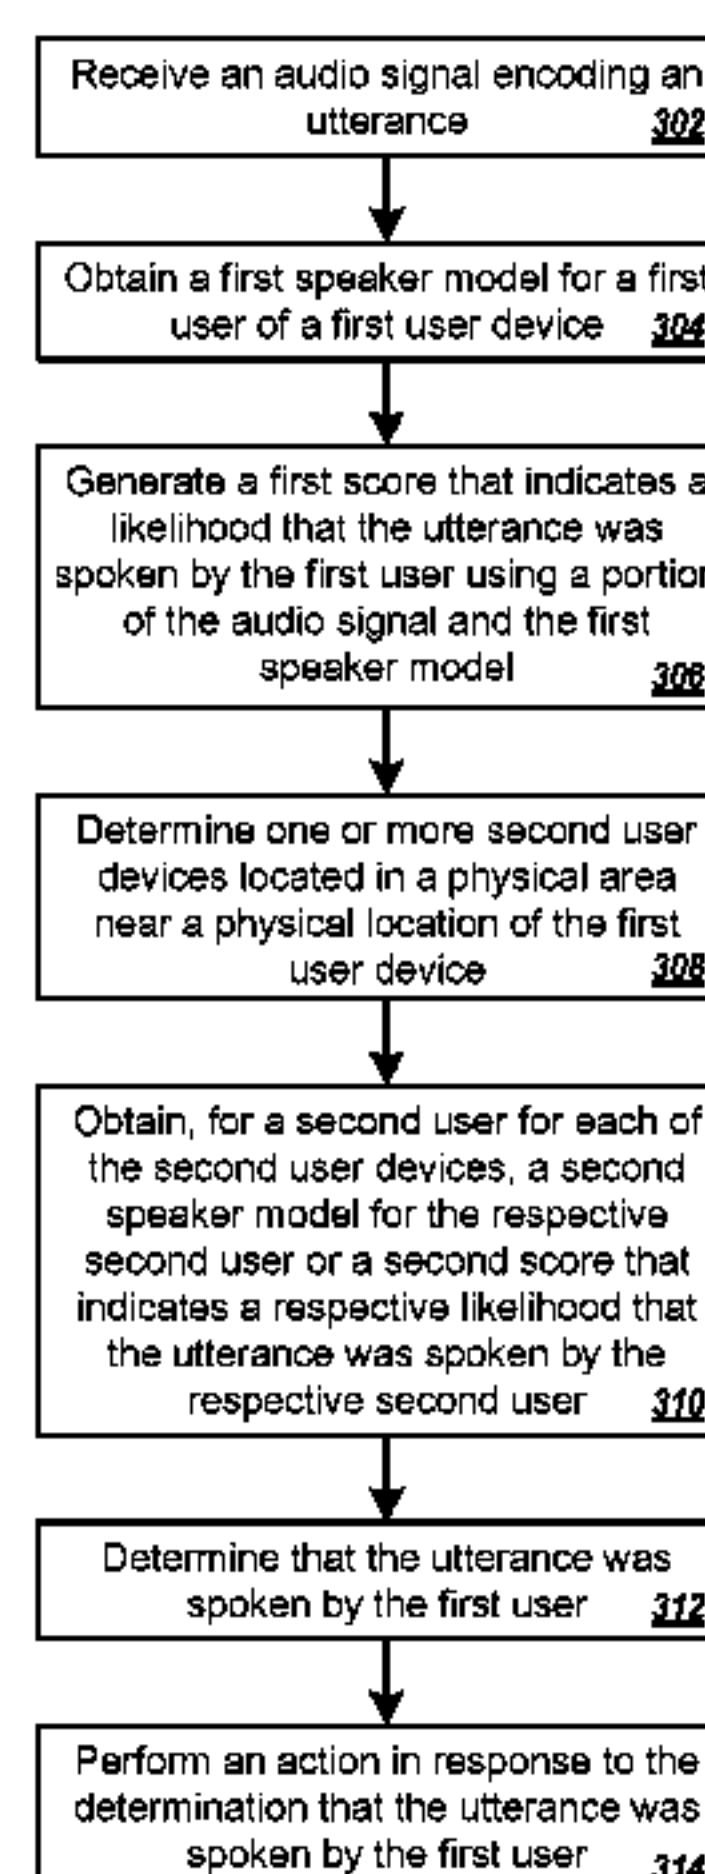 Receive an audio signal encoding an
utterance 302
Obtain a first speaker model for a first
user of a first user device 304
Generate a first score that indicates a
likelihood that the utterance was
spoken by the first user using a portion
of the audio signal and the first
speaker model 306
Determine one or more second user
devices located in a physical area
near a physical location of the first
user device 308
Obtain, for a second user for each of
the second user devices, a second
speaker model for the respective
second user or a second score that
indicates a respective likelihood that
the utterance was spoken by the
respective second user 310
Determine that the utterance was
spoken by the first user 312
Perform an action in response to the
determination that the utterance was
spoken by the first user 314